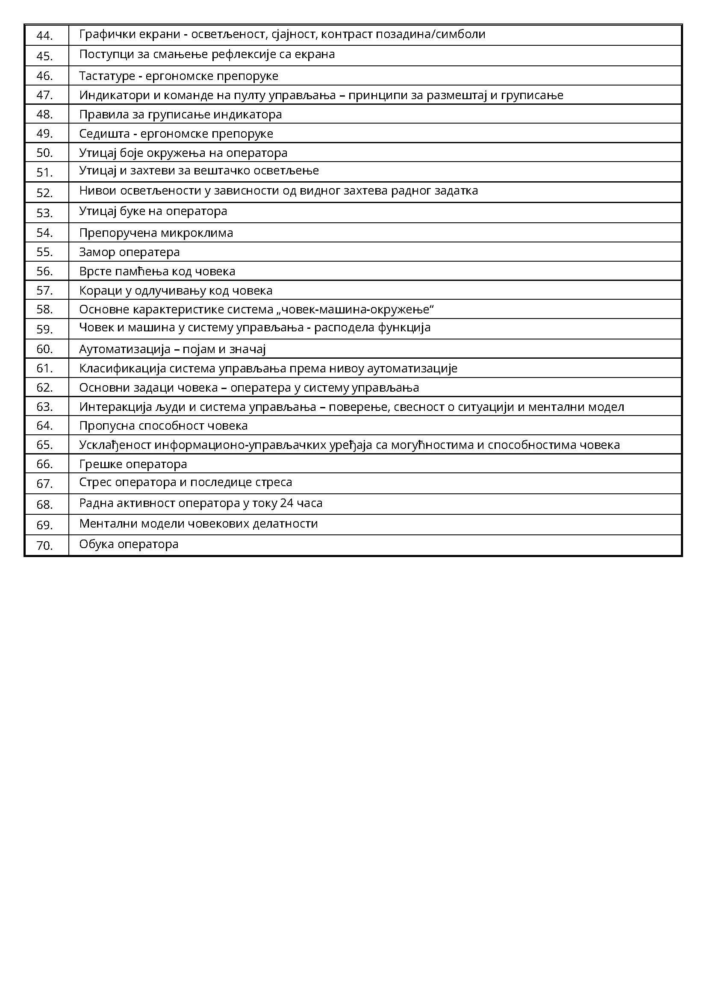 44. Графички екрани - осветљеност, сјајност, контраст позадина/симболи
45. Поступци за смањење рефлексије са екрана
46. Тастатуре - ергономске препоруке
47. Индикатори и команде на пулту управљања – принципи за размештај и груписање
48. Правила за груписање индикатора
49. Седишта - ергономске препоруке
50. Утицај боје окружења на оператора
51. Утицај и захтеви за вештачко осветљење
52. Нивои осветљености у зависности од видног захтева радног задатка
53. Утицај буке на оператора
54. Препоручена микроклима
55. Замор оператера
56. Врсте памћења код човека
57. Кораци у одлучивању код човека
58. Основне карактеристике система „човек-машина-окружење“
59. Човек и машина у систему управљања - расподела функција
60. Аутоматизација – појам и значај
61. Класификација система управљања према нивоу аутоматизације
62. Основни задаци човека – оператера у систему управљања
63. Интеракција људи и система управљања – поверење, свесност о ситуацији и ментални модел
64. Пропусна способност човека
65. Усклађеност информационо-управљачких уређаја са могућностима и способностима човека
66. Грешке оператора
67. Стрес оператора и последице стреса
68. Радна активност оператора у току 24 часа
69. Ментални модели човекових делатности
70. Обука оператора